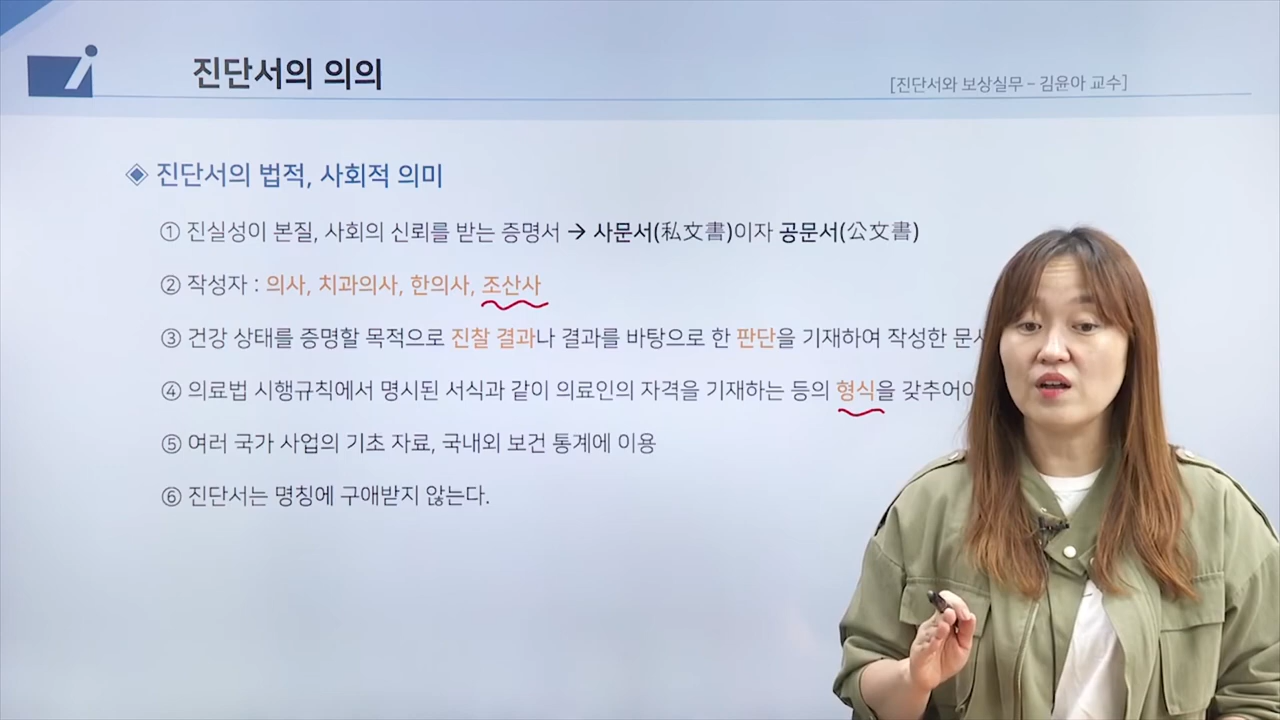 진단서의 의의
[진단서와 보상실무 – 김윤아 교수]
◈ 진단서의 법적, 사회적 의미
① 진실성이 본질, 사회의 신뢰를 받는 증명서 → 사문서(私文書)이자 공문서(公文書)
② 작성자 : 의사, 치과의사, 한의사, 조산사
③ 건강 상태를 증명할 목적으로 진찰 결과나 결과를 바탕으로 한 판단을 기재하여 작성한
④ 의료법 시행규칙에서 명시된 서식과 같이 의료인의 자격을 기재하는 등의 형식을
⑤ 여러 국가 사업의 기초 자료, 국내외 보건 통계에 이용
⑥ 진단서는 명칭에 구애받지 않는다.